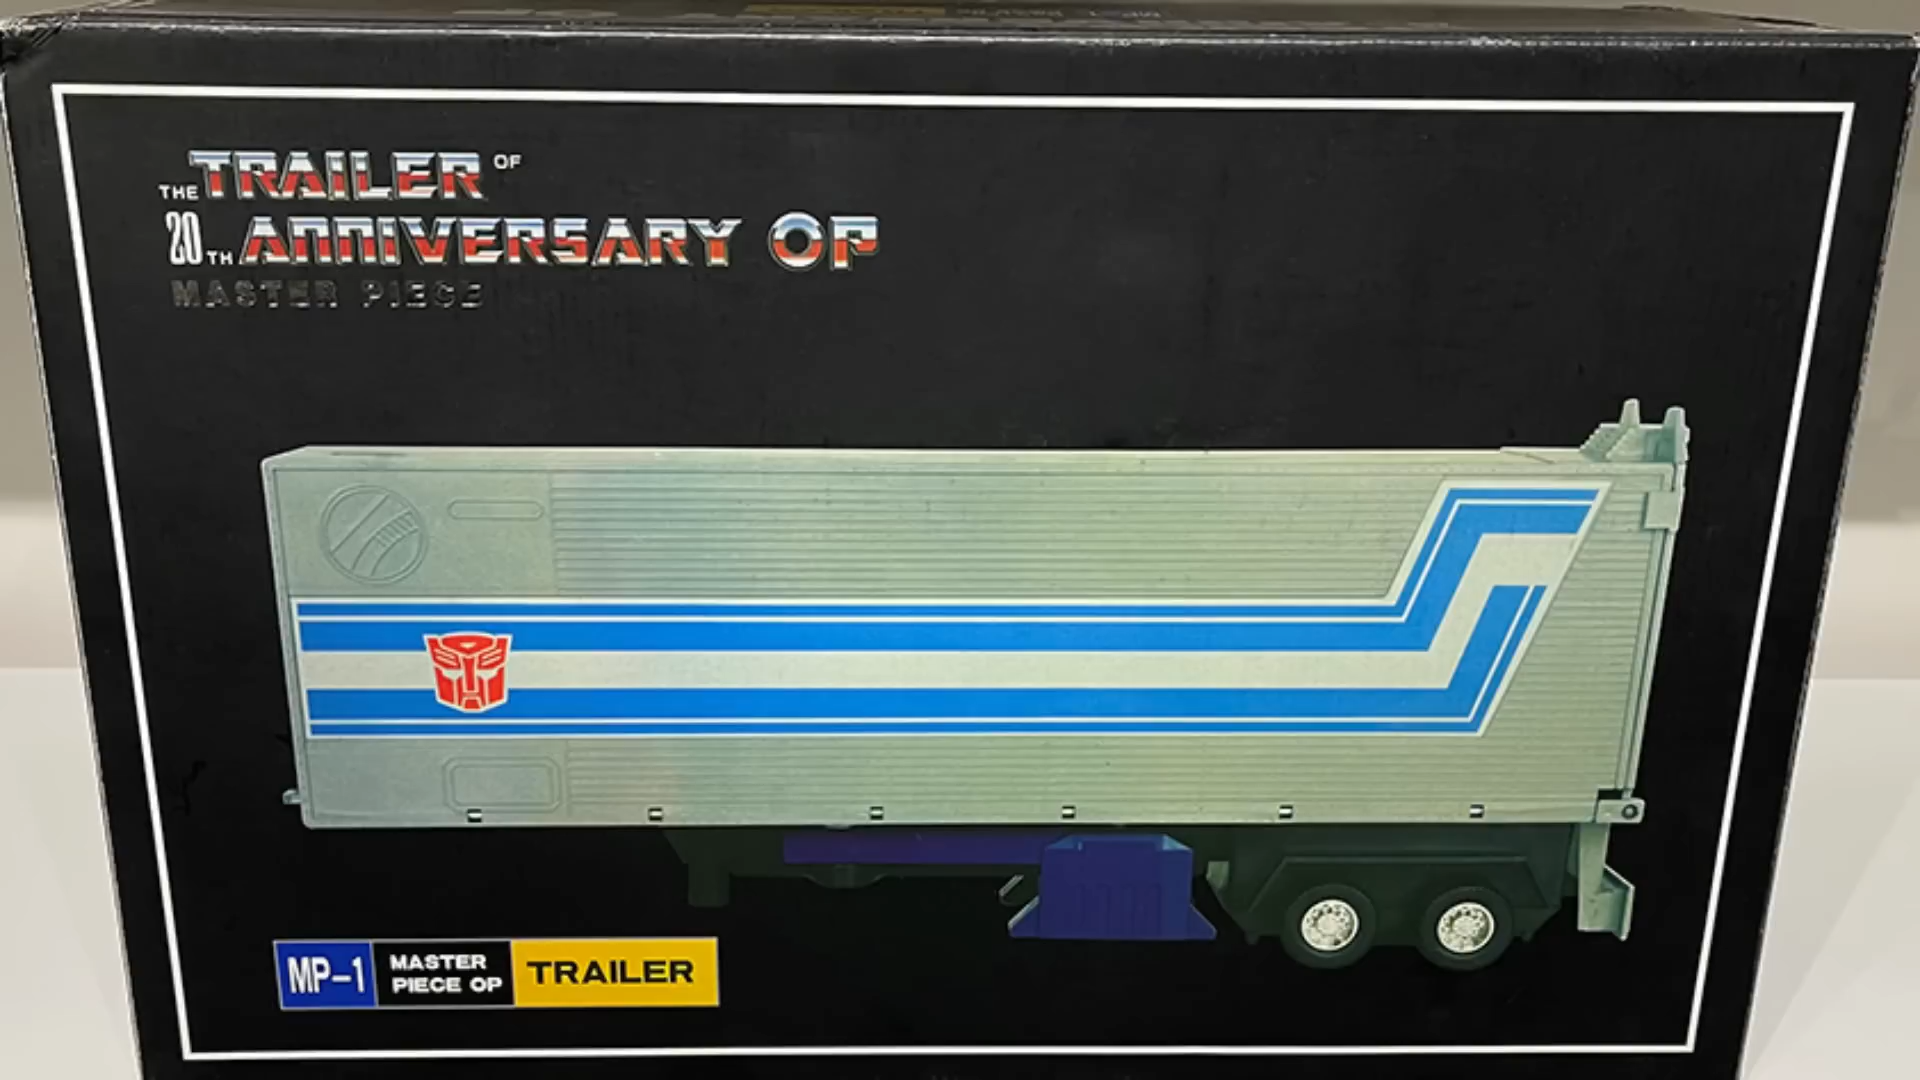 THE TRAILER OF
20TH ANNIVERSARY OP
MASTER PIECE
MP-1 MASTER PIECE OP TRAILER